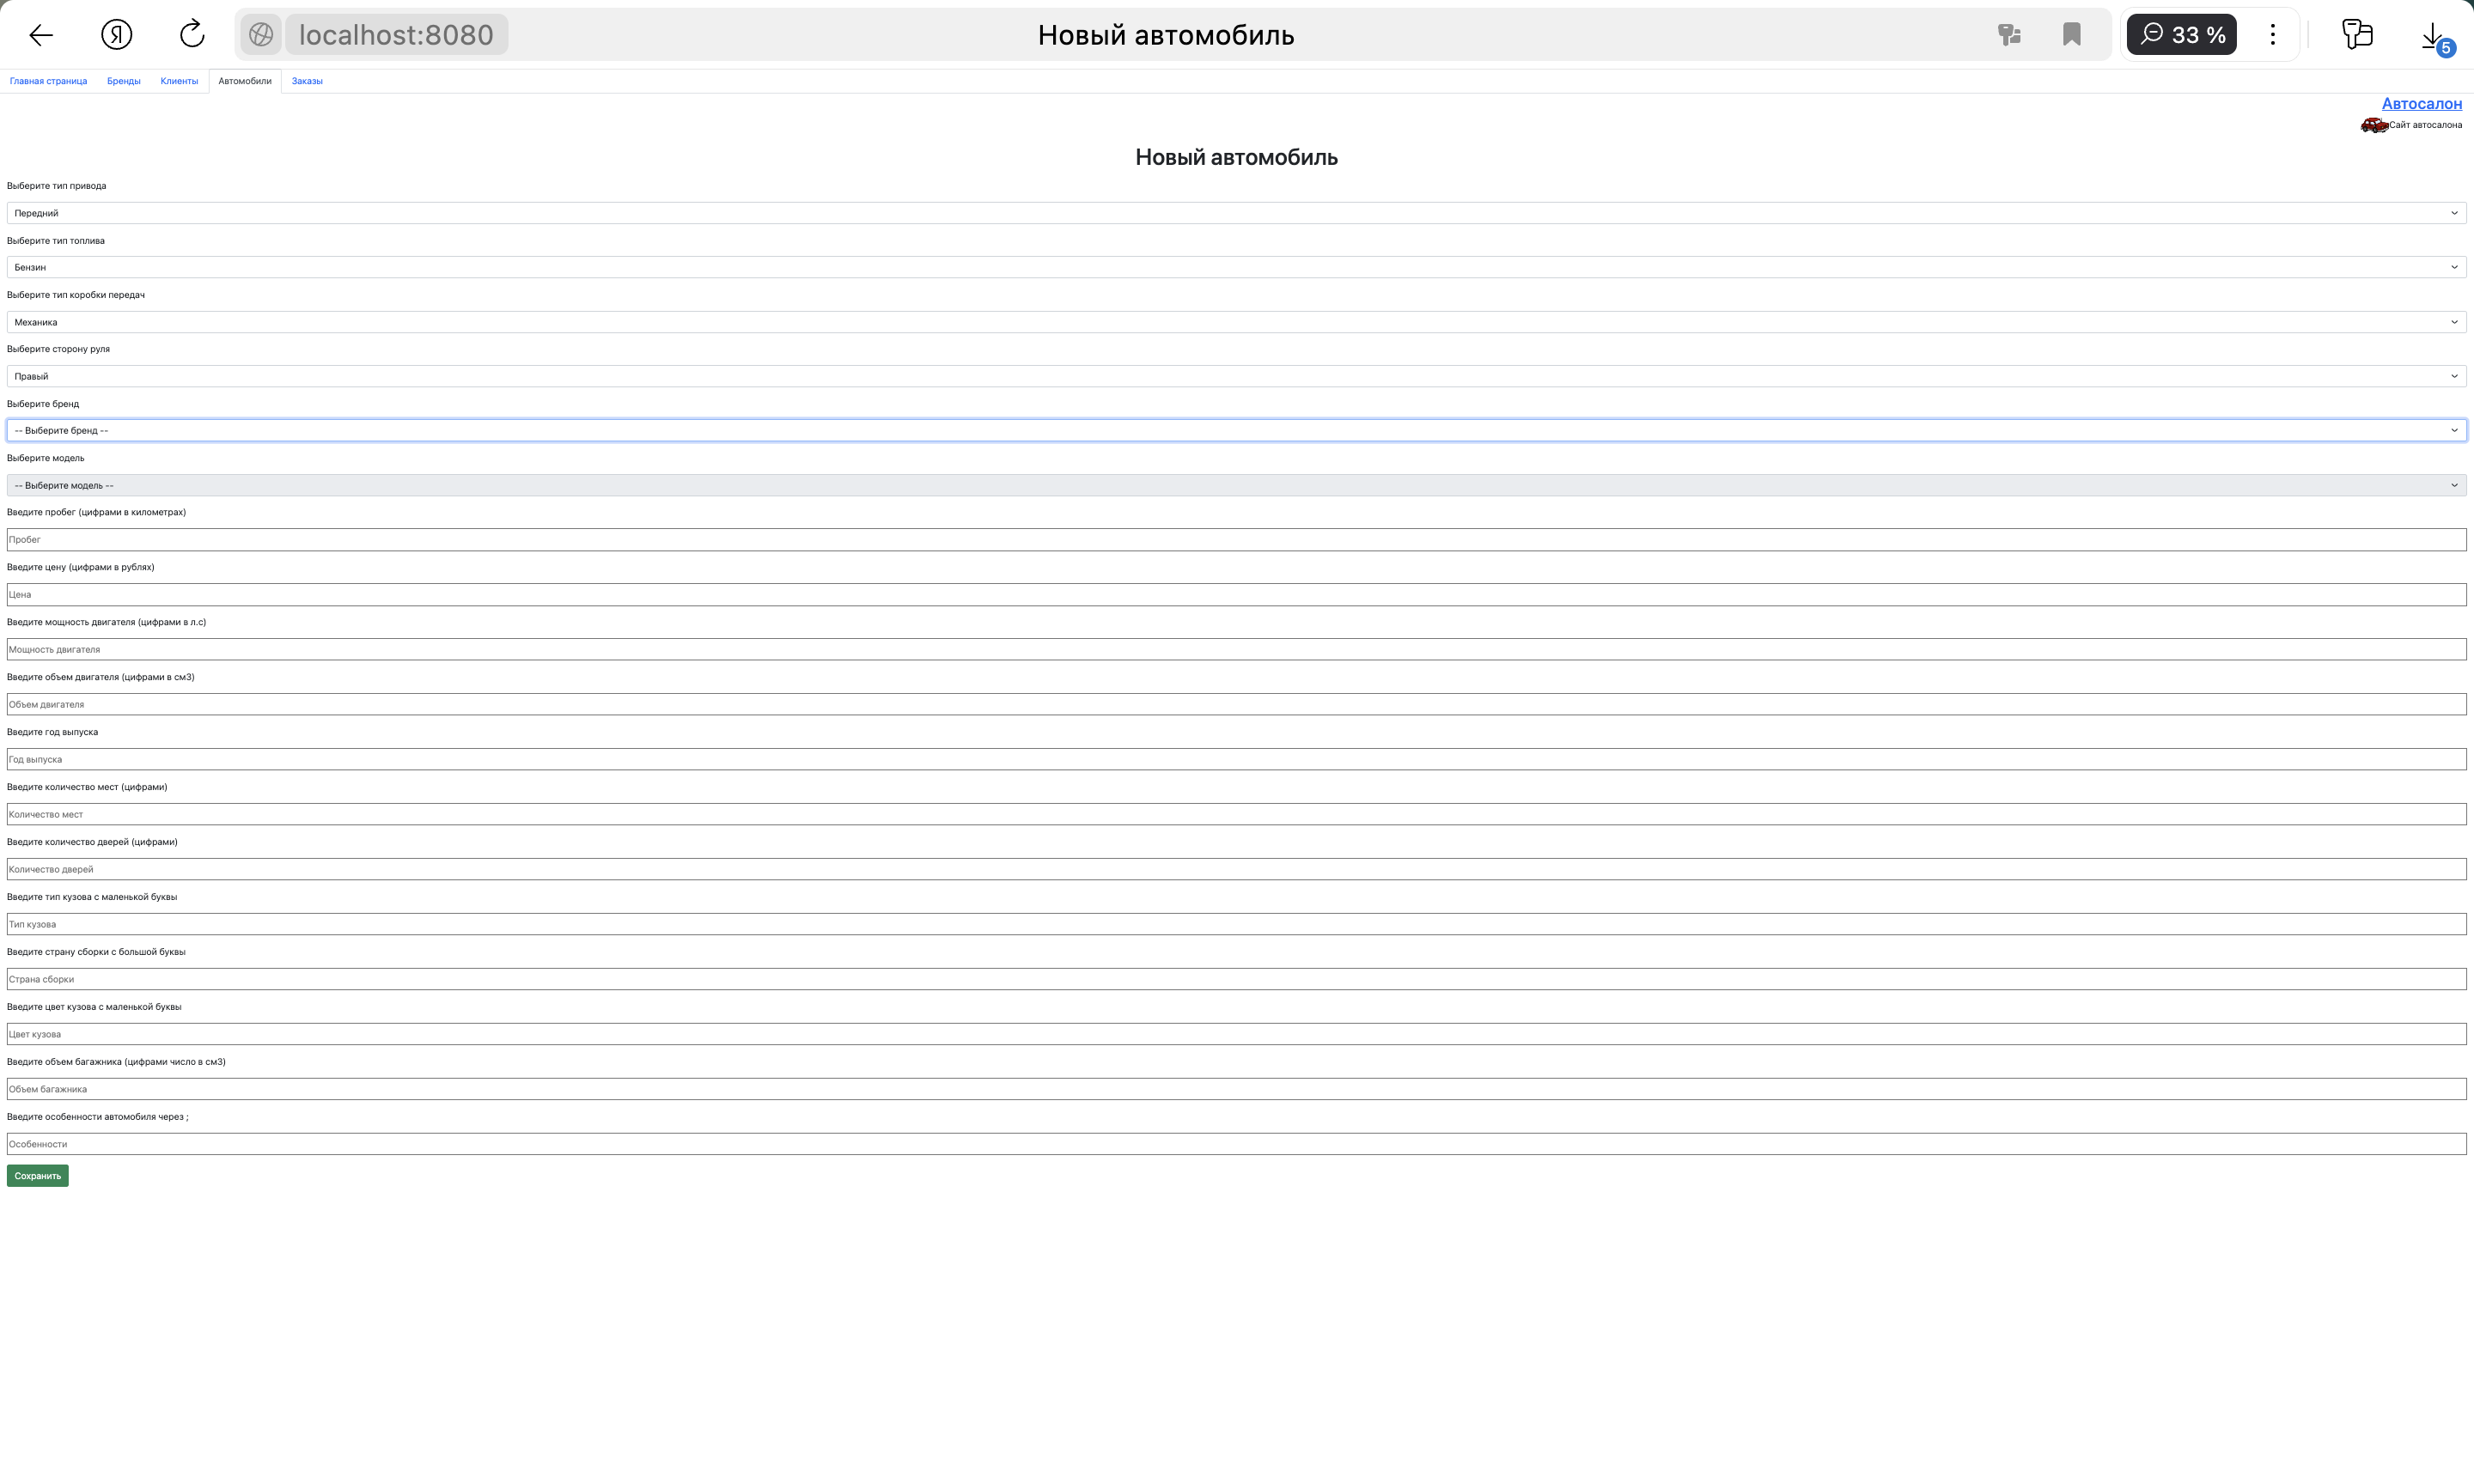 Я
localhost:8080
Новый автомобиль
33 %
5
Главная страница Бренды Клиенты Автомобили Заказы
Автосалон
Сайт автосалона
Новый автомобиль
Выберите тип привода
Передний
Выберите тип топлива
Бензин
Выберите тип коробки передач
Механика
Выберите сторону руля
Правый
Выберите бренд
-- Выберите бренд --
Выберите модель
-- Выберите модель --
Введите пробег (цифрами в километрах)
Пробег
Введите цену (цифрами в рублях)
Цена
Введите мощность двигателя (цифрами в л.с)
Мощность двигателя
Введите объем двигателя (цифрами в см3)
Объем двигателя
Введите год выпуска
Год выпуска
Введите количество мест (цифрами)
Количество мест
Введите количество дверей (цифрами)
Количество дверей
Введите тип кузова с маленькой буквы
Тип кузова
Введите страну сборки с большой буквы
Страна сборки
Введите цвет кузова с маленькой буквы
Цвет кузова
Введите объем багажника (цифрами число в см3)
Объем багажника
Введите особенности автомобиля через ;
Особенности
Сохранить